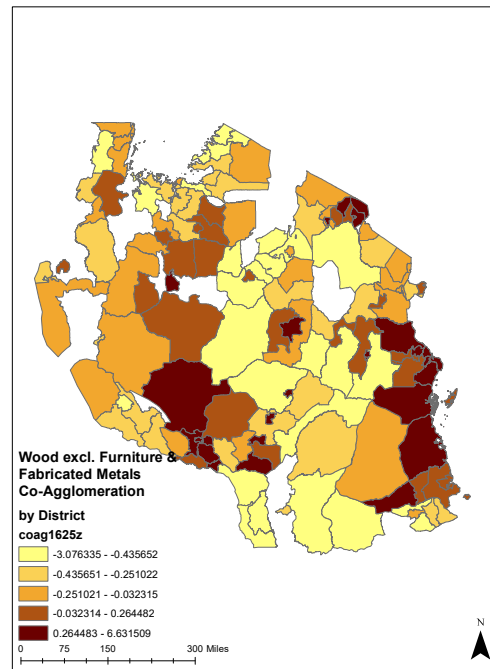 Wood excl. Furniture &
Fabricated Metals
Co-Agglomeration
by District
coag1625z
-3.076335 - -0.435652
-0.435651 - -0.251022
-0.251021 - -0.032315
-0.032314 - 0.264482
0.264483 - 6.631509
0 75 150 300 Miles
N